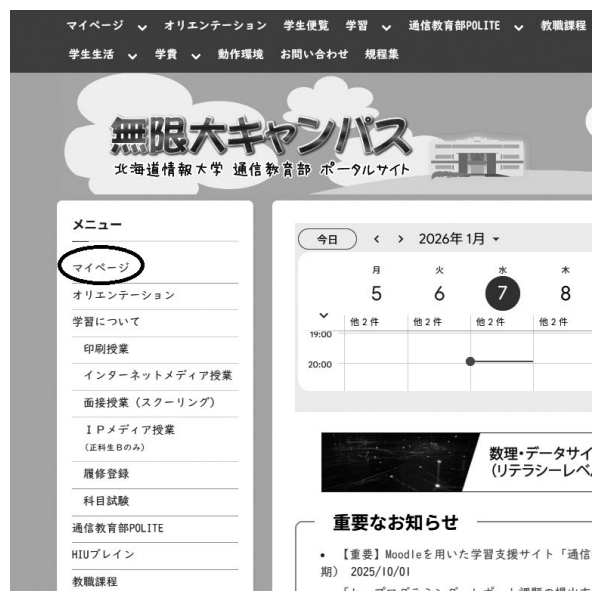 マイページ オリエンテーション 学生便覧 学習 通信教育部POLITE 教職課程
学生生活 学費 動作環境 お問い合わせ 規程集
無限大キャンパス
北海道情報大学 通信教育部 ポータルサイト
メニュー
マイページ
オリエンテーション
学習について
印刷授業
インターネットメディア授業
面接授業（スクーリング）
ＩＰメディア授業
（正科生Ｂのみ）
履修登録
科目試験
通信教育部POLITE
HIUブレイン
教職課程
今日 < > 2026年 1月
月 火 水 木
5 6 7 8
他 2 件 他 2 件 他 2 件 他 2 件
19:00
20:00
数理・データサイ
（リテラシーレベ
重要なお知らせ
• 【重要】Moodleを用いた学習支援サイト「通信
期） 2025/10/01